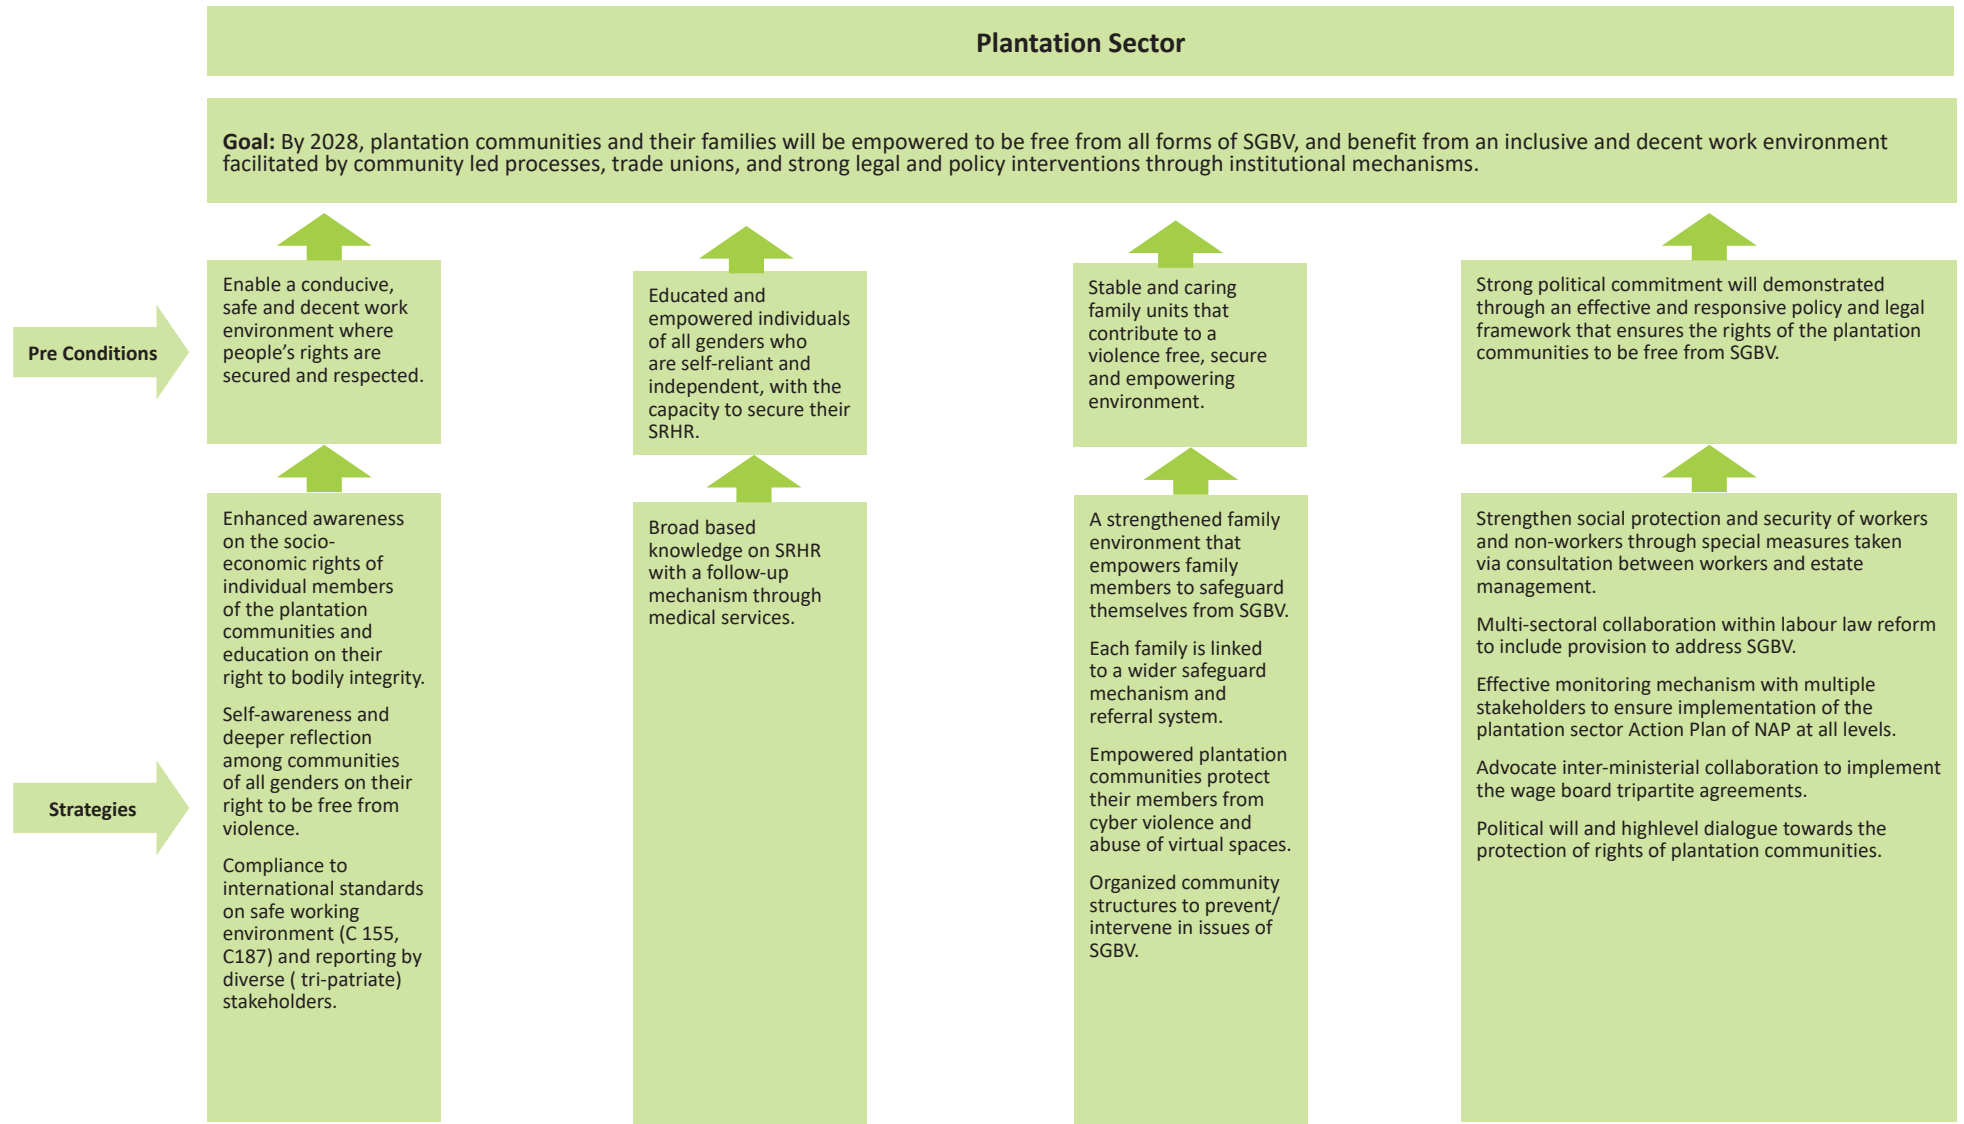 Plantation Sector
Goal: By 2028, plantation communities and their families will be empowered to be free from all forms of SGBV, and benefit from an inclusive and decent work environment
facilitated by community led processes, trade unions, and strong legal and policy interventions through institutional mechanisms.
Pre Conditions
Enable a conducive,
safe and decent work
environment where
people's rights are
secured and respected.
Educated and
empowered individuals
of all genders who
are self-reliant and
independent, with the
capacity to secure their
SRHR.
Stable and caring
family units that
contribute to a
violence free, secure
and empowering
environment.
Strong political commitment will demonstrated
through an effective and responsive policy and legal
framework that ensures the rights of the plantation
communities to be free from SGBV.
Strategies
Enhanced awareness
on the socio-
economic rights of
individual members
of the plantation
communities and
education on their
right to bodily integrity.
Self-awareness and
deeper reflection
among communities
of all genders on their
right to be free from
violence.
Compliance to
international standards
on safe working
environment (C 155,
C187) and reporting by
diverse ( tri-patriate)
stakeholders.
Broad based
knowledge on SRHR
with a follow-up
mechanism through
medical services.
A strengthened family
environment that
empowers family
members to safeguard
themselves from SGBV.
Each family is linked
to a wider safeguard
mechanism and
referral system.
Empowered plantation
communities protect
their members from
cyber violence and
abuse of virtual spaces.
Organized community
structures to prevent/
intervene in issues of
SGBV.
Strengthen social protection and security of workers
and non-workers through special measures taken
via consultation between workers and estate
management.
Multi-sectoral collaboration within labour law reform
to include provision to address SGBV.
Effective monitoring mechanism with multiple
stakeholders to ensure implementation of the
plantation sector Action Plan of NAP at all levels.
Advocate inter-ministerial collaboration to implement
the wage board tripartite agreements.
Political will and highlevel dialogue towards the
protection of rights of plantation communities.